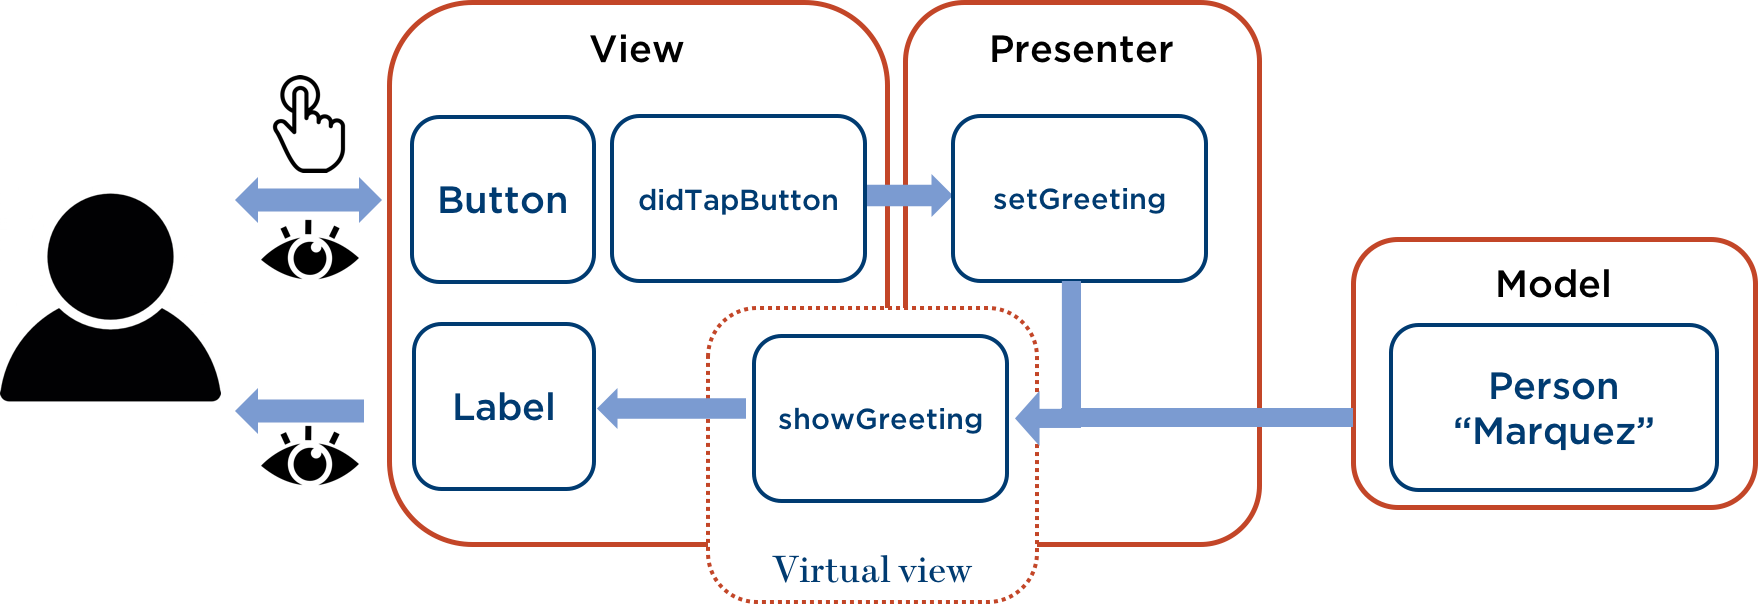 View
Presenter
Button
didTapButton
setGreeting
Model
Label
showGreeting
Person
“Marquez”
Virtual view